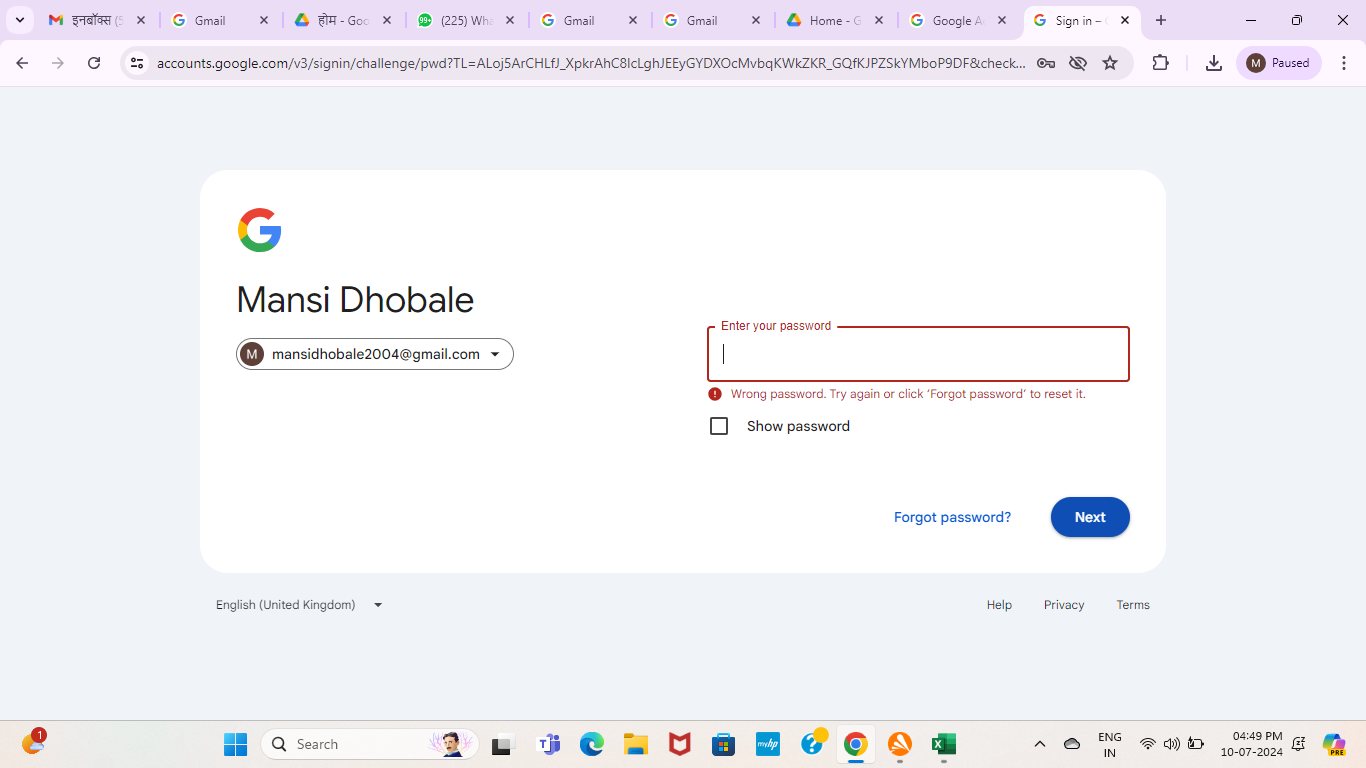 इनबॉक्स (5
Gmail
होम - Goo
(225) Wha
Gmail
Gmail
Home - G
Google A
Sign in – G
accounts.google.com/v3/signin/challenge/pwd?TL=ALoj5ArCHLfJ_XpkrAhC8IcLghJEEyGYDXOcMvbqKWkZKR_GQfKJPZSkYMboP9DF&check...
M
Paused
Mansi Dhobale
M
mansidhobale2004@gmail.com
Enter your password
Wrong password. Try again or click ‘Forgot password’ to reset it.
Show password
Forgot password?
Next
English (United Kingdom)
Help
Privacy
Terms
1
Search
myhp
ENG
IN
04:49 PM
10-07-2024
PRE